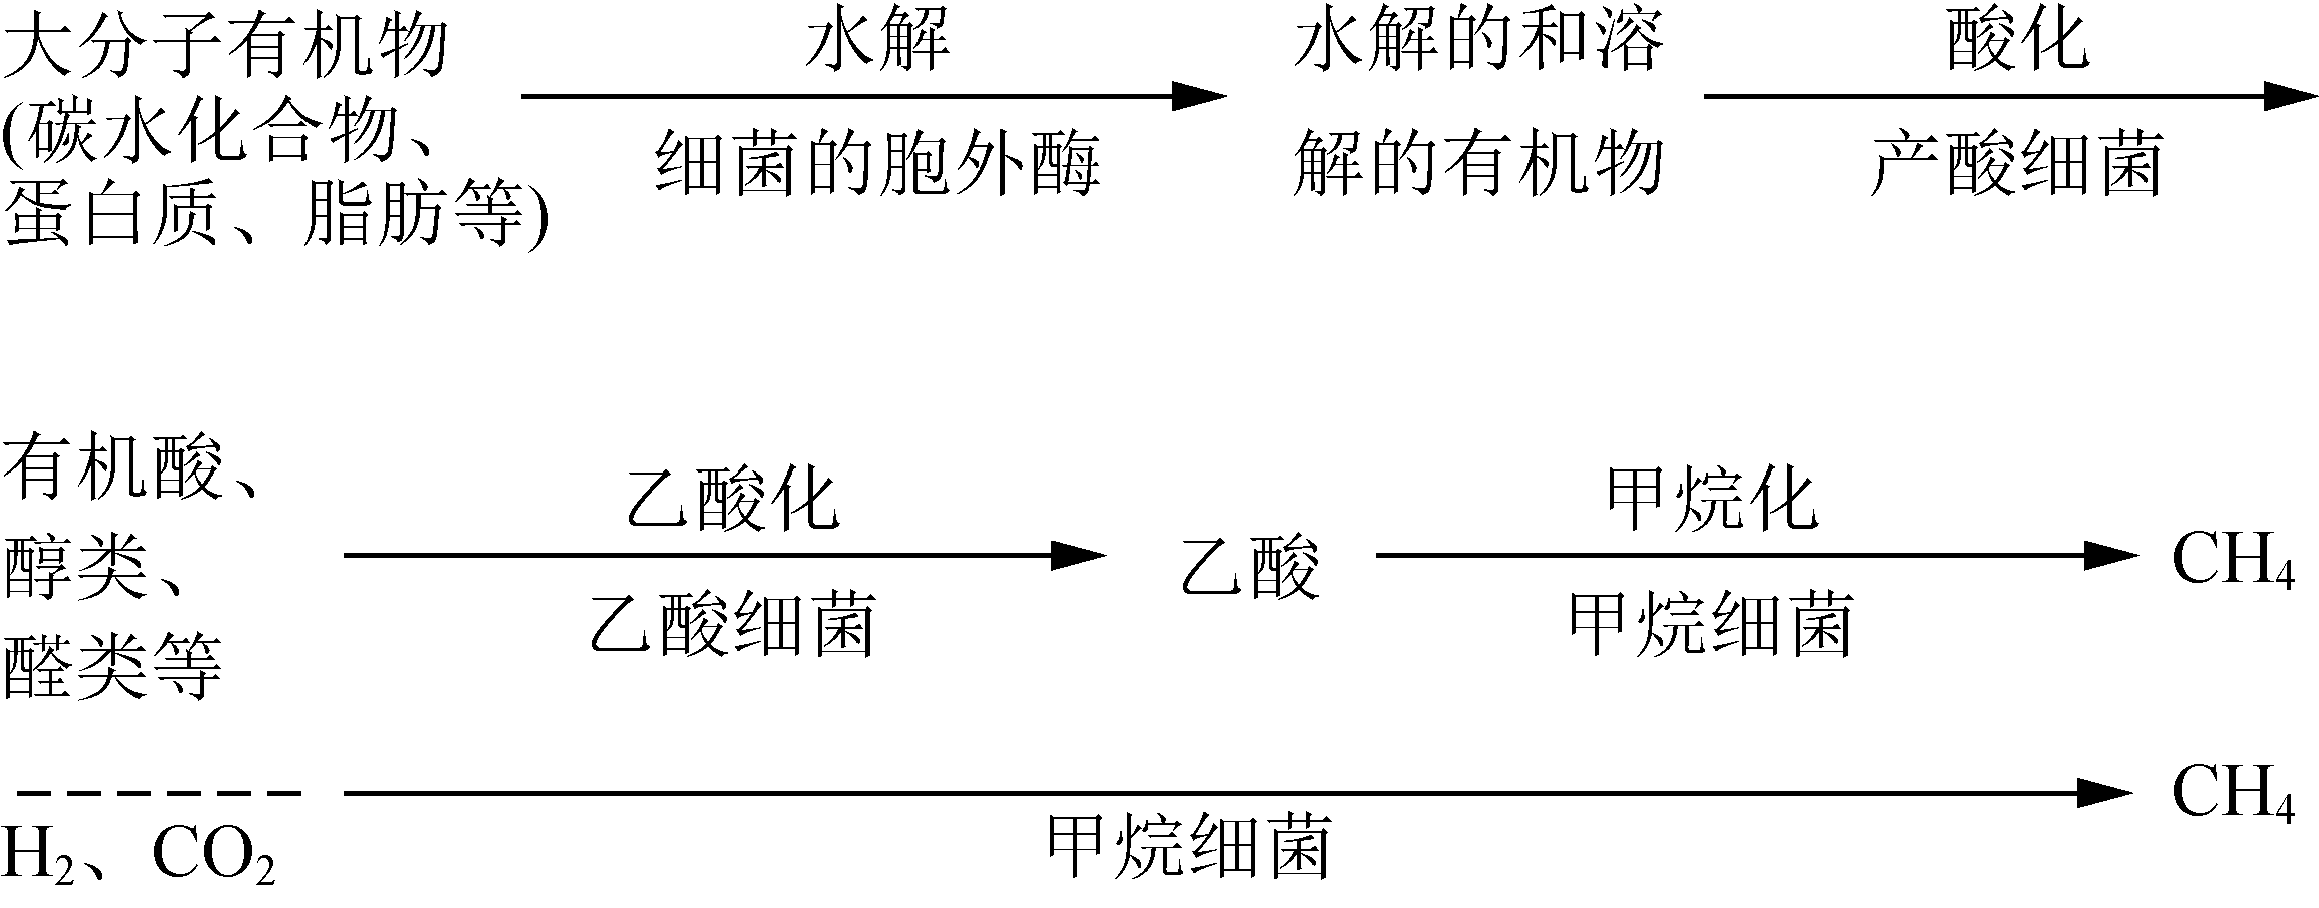 大分子有机物
(碳水化合物、
蛋白质、脂肪等)
水解
细菌的胞外酶
水解的和溶
解的有机物
酸化
产酸细菌
有机酸、
醇类、
醛类等
乙酸化
乙酸细菌
乙酸
甲烷化
甲烷细菌
CH₄
H₂、CO₂
甲烷细菌
CH₄